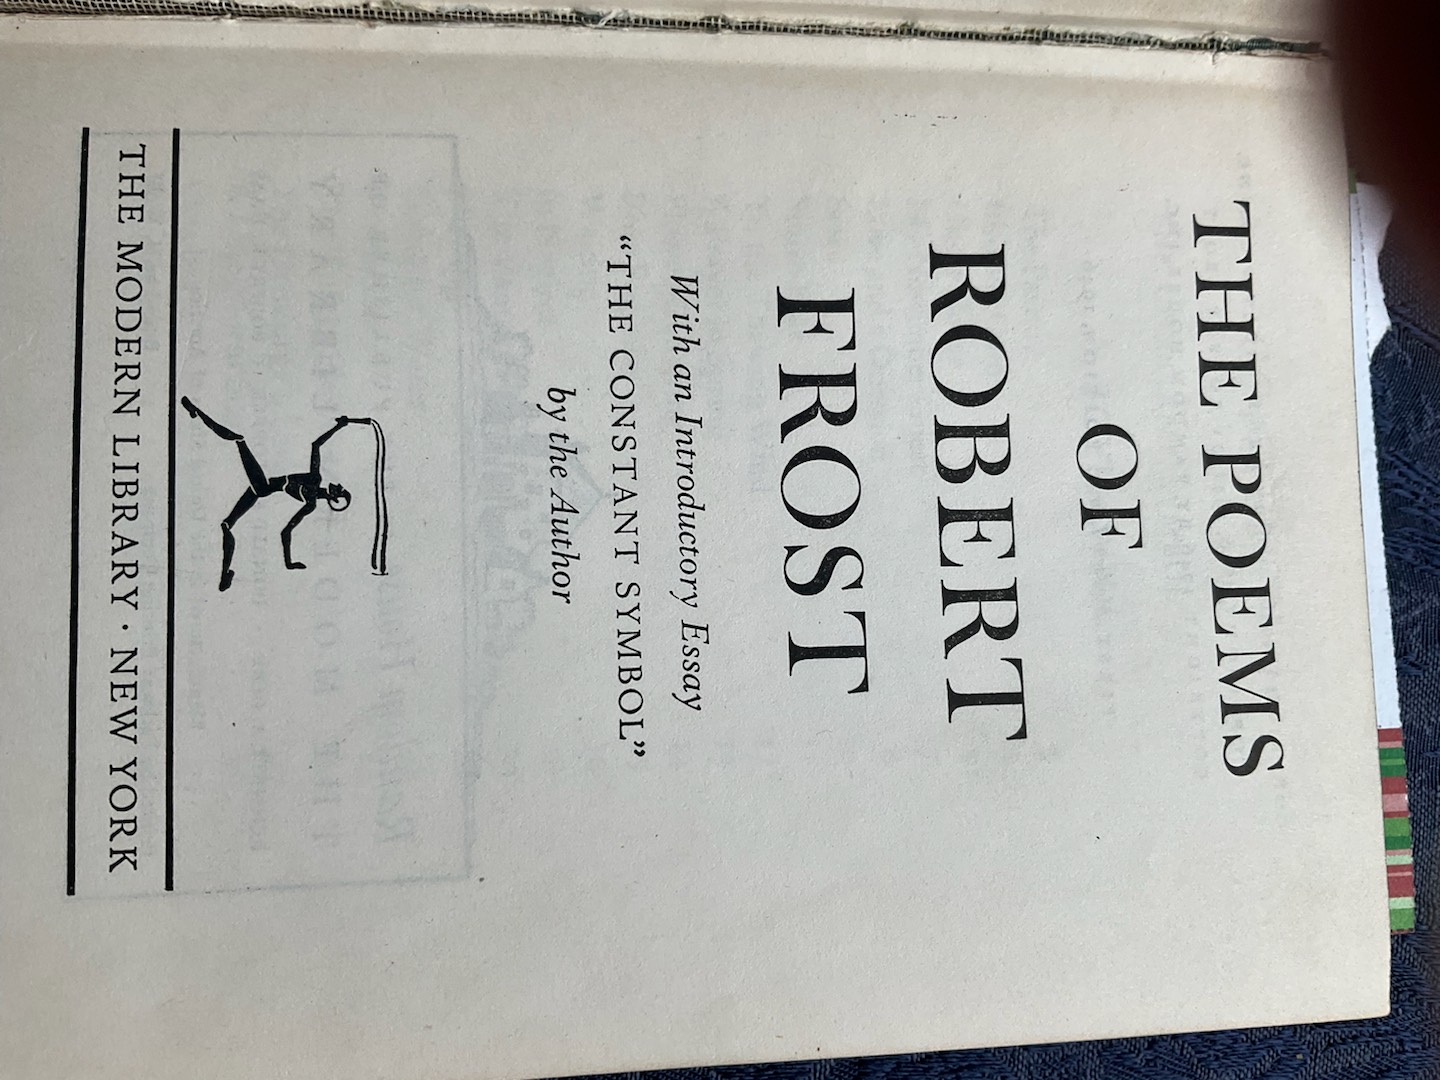 THE POEMS
OF
ROBERT
FROST
With an Introductory Essay
“THE CONSTANT SYMBOL”
by the Author
THE MODERN LIBRARY · NEW YORK